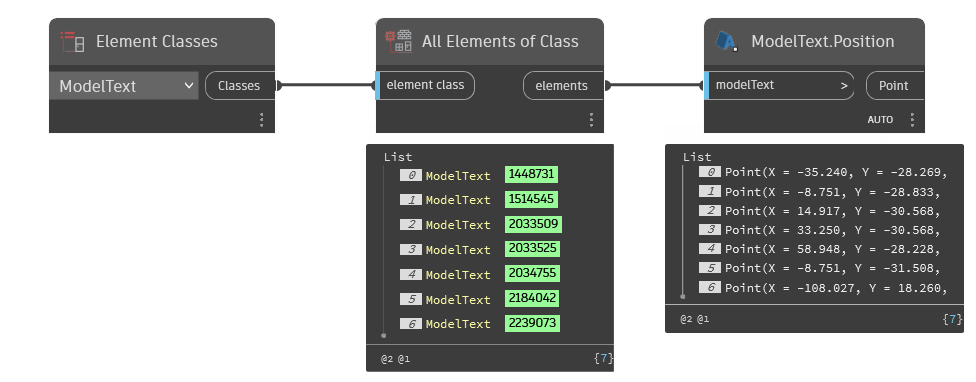 Element Classes
ModelText
Classes
All Elements of Class
element class
elements
ModelText.Position
modelText
>
Point
AUTO
List
0 ModelText 1448731
1 ModelText 1514545
2 ModelText 2033509
3 ModelText 2033525
4 ModelText 2034755
5 ModelText 2184042
6 ModelText 2239073
@2 @1
{7}
List
0 Point(X = -35.240, Y = -28.269,
1 Point(X = -8.751, Y = -28.833,
2 Point(X = 14.917, Y = -30.568,
3 Point(X = 33.250, Y = -30.568,
4 Point(X = 58.948, Y = -28.228,
5 Point(X = -8.751, Y = -31.508,
6 Point(X = -108.027, Y = 18.260,
@2 @1
{7}